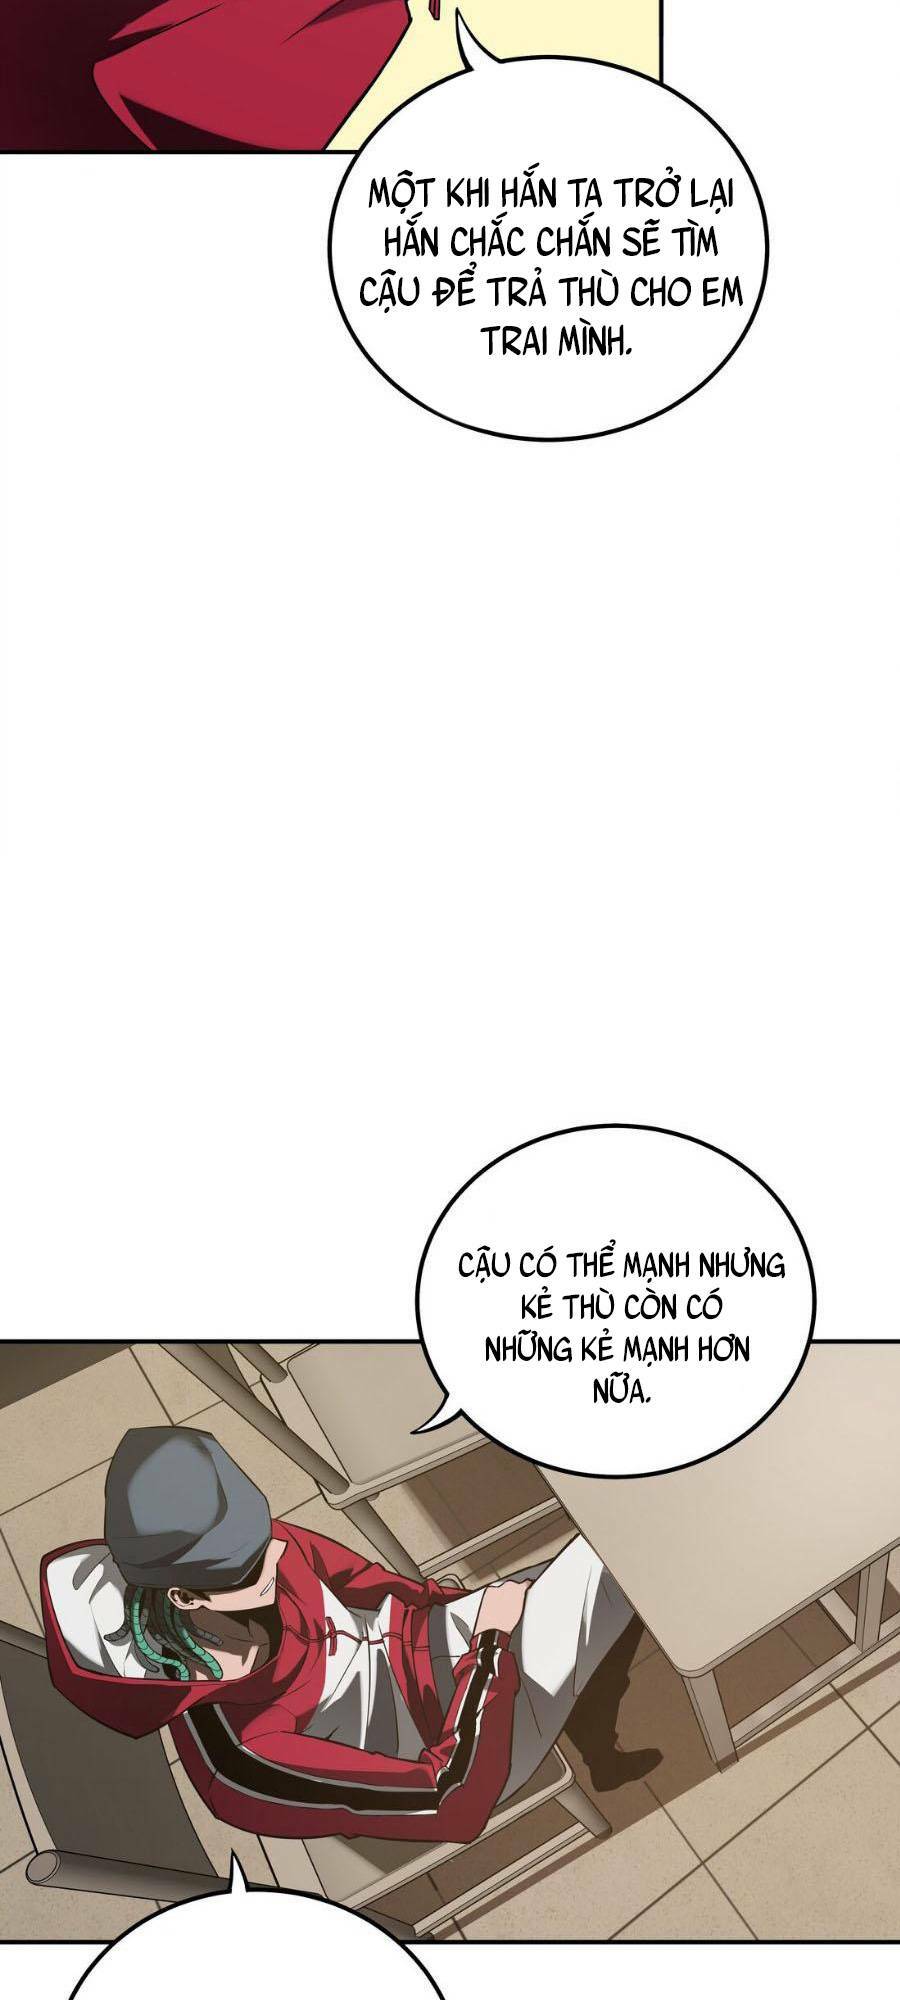 MỘT KHI HẮN TA TRỞ LẠI
HẮN CHẮC CHẮN SẼ TÌM
CẬU ĐỂ TRẢ THÙ CHO EM
TRAI MÌNH.
CẬU CÓ THỂ MẠNH NHƯNG
KẺ THÙ CÒN CÓ
NHỮNG KẺ MẠNH HƠN
NỮA.